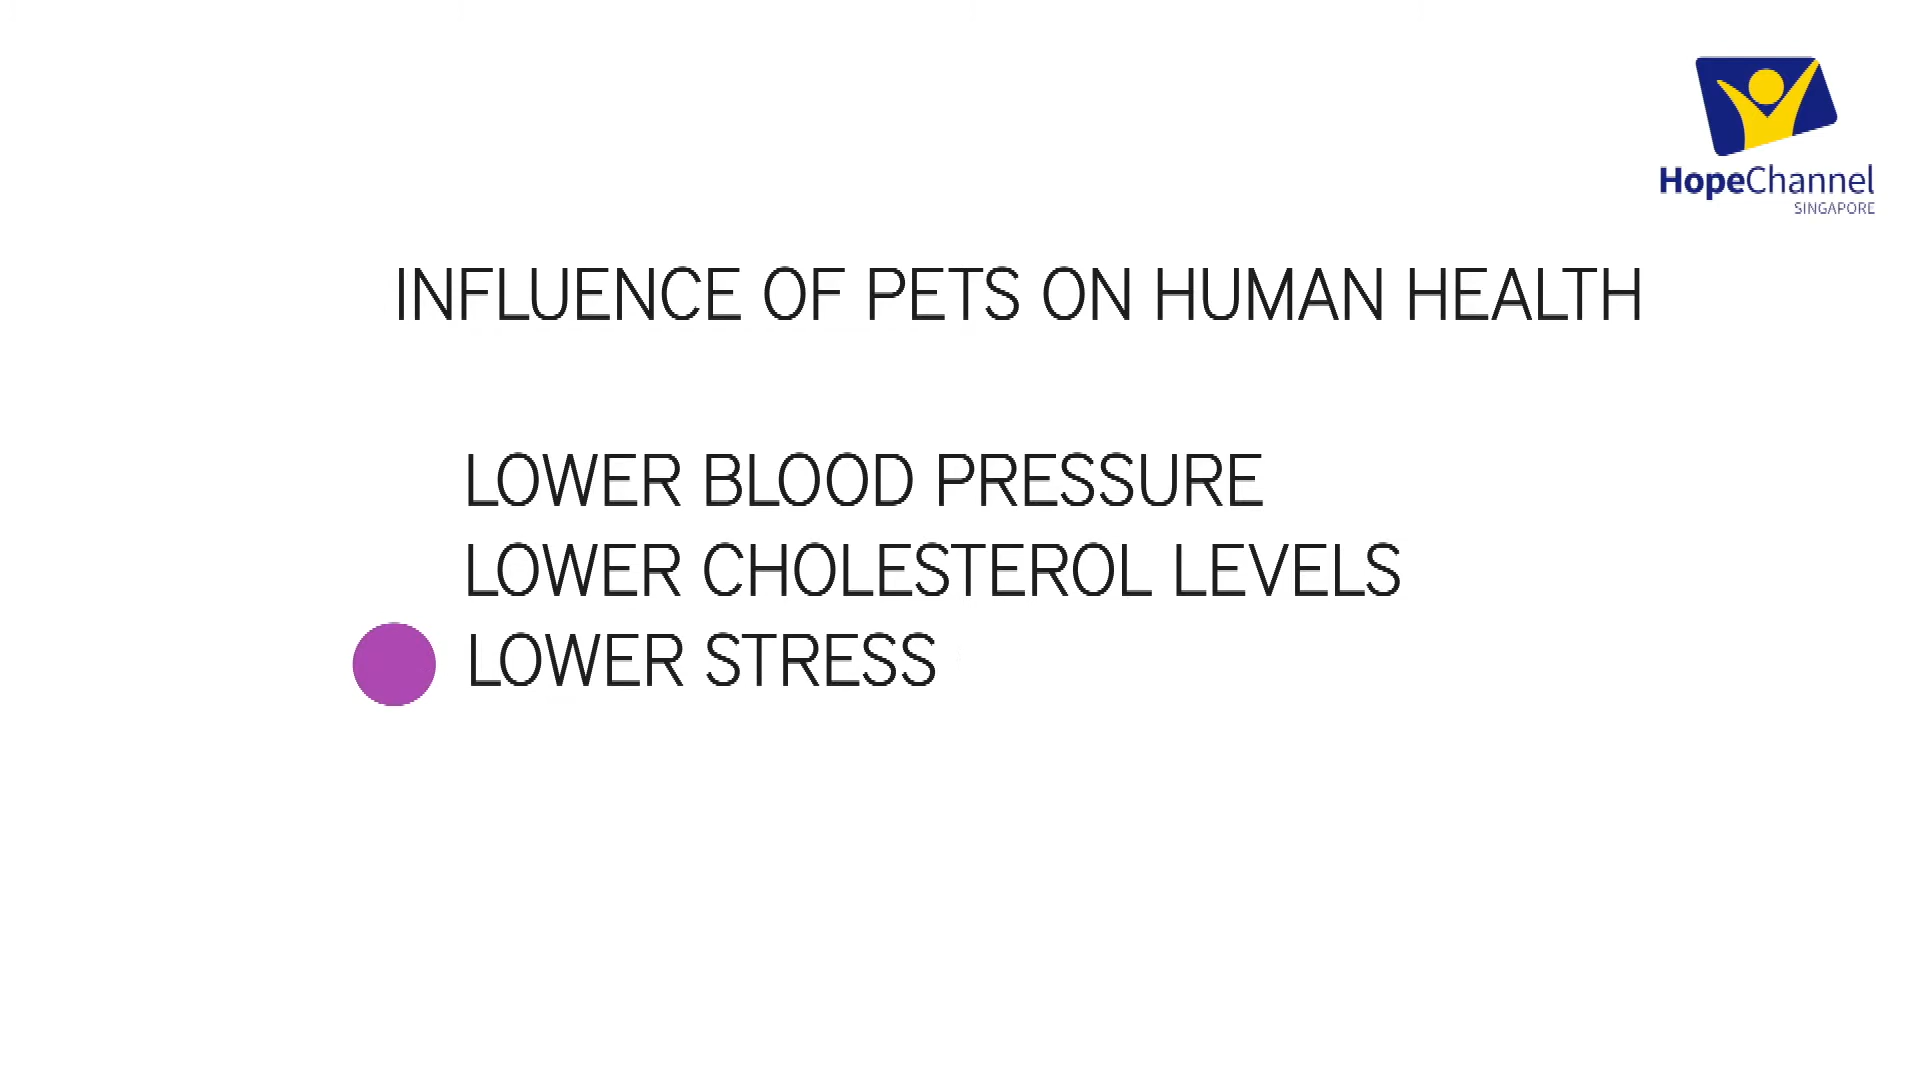 HopeChannel
SINGAPORE
INFLUENCE OF PETS ON HUMAN HEALTH
LOWER BLOOD PRESSURE
LOWER CHOLESTEROL LEVELS
LOWER STRESS